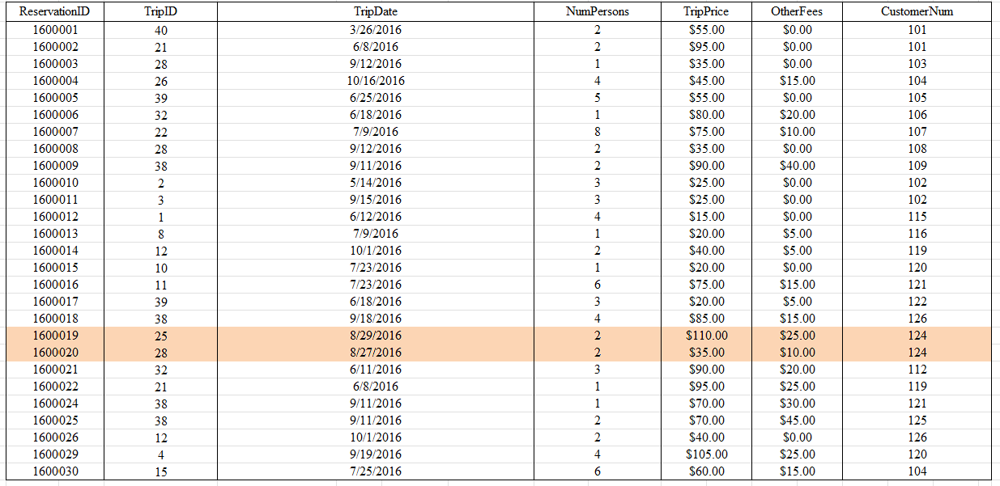 ReservationID TripID TripDate NumPersons TripPrice OtherFees CustomerNum
1600001 40 3/26/2016 2 $55.00 $0.00 101
1600002 21 6/8/2016 2 $95.00 $0.00 101
1600003 28 9/12/2016 1 $35.00 $0.00 103
1600004 26 10/16/2016 4 $45.00 $15.00 104
1600005 39 6/25/2016 5 $55.00 $0.00 105
1600006 32 6/18/2016 1 $80.00 $20.00 106
1600007 22 7/9/2016 8 $75.00 $10.00 107
1600008 28 9/12/2016 2 $35.00 $0.00 108
1600009 38 9/11/2016 2 $90.00 $40.00 109
1600010 2 5/14/2016 3 $25.00 $0.00 102
1600011 3 9/15/2016 3 $25.00 $0.00 102
1600012 1 6/12/2016 4 $15.00 $0.00 115
1600013 8 7/9/2016 1 $20.00 $5.00 116
1600014 12 10/1/2016 2 $40.00 $5.00 119
1600015 10 7/23/2016 1 $20.00 $0.00 120
1600016 11 7/23/2016 6 $75.00 $15.00 121
1600017 39 6/18/2016 3 $20.00 $5.00 122
1600018 38 9/18/2016 4 $85.00 $15.00 126
1600019 25 8/29/2016 2 $110.00 $25.00 124
1600020 28 8/27/2016 2 $35.00 $10.00 124
1600021 32 6/11/2016 3 $90.00 $20.00 112
1600022 21 6/8/2016 1 $95.00 $25.00 119
1600024 38 9/11/2016 1 $70.00 $30.00 121
1600025 38 9/11/2016 2 $70.00 $45.00 125
1600026 12 10/1/2016 2 $40.00 $0.00 126
1600029 4 9/19/2016 4 $105.00 $25.00 120
1600030 15 7/25/2016 6 $60.00 $15.00 104